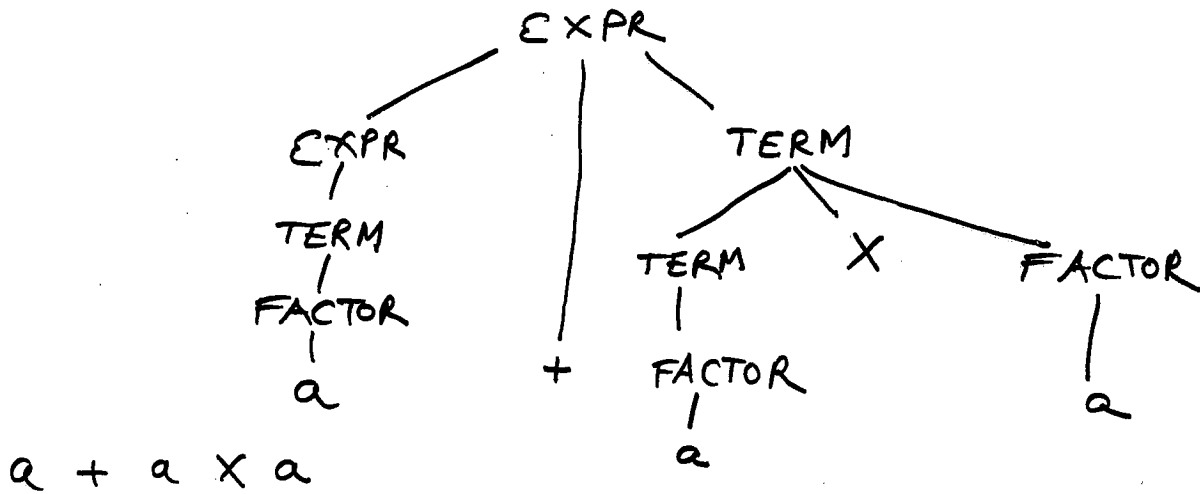 EXPR
EXPR TERM
TERM TERM X FACTOR
FACTOR
+ FACTOR
a a
a
a + a X a